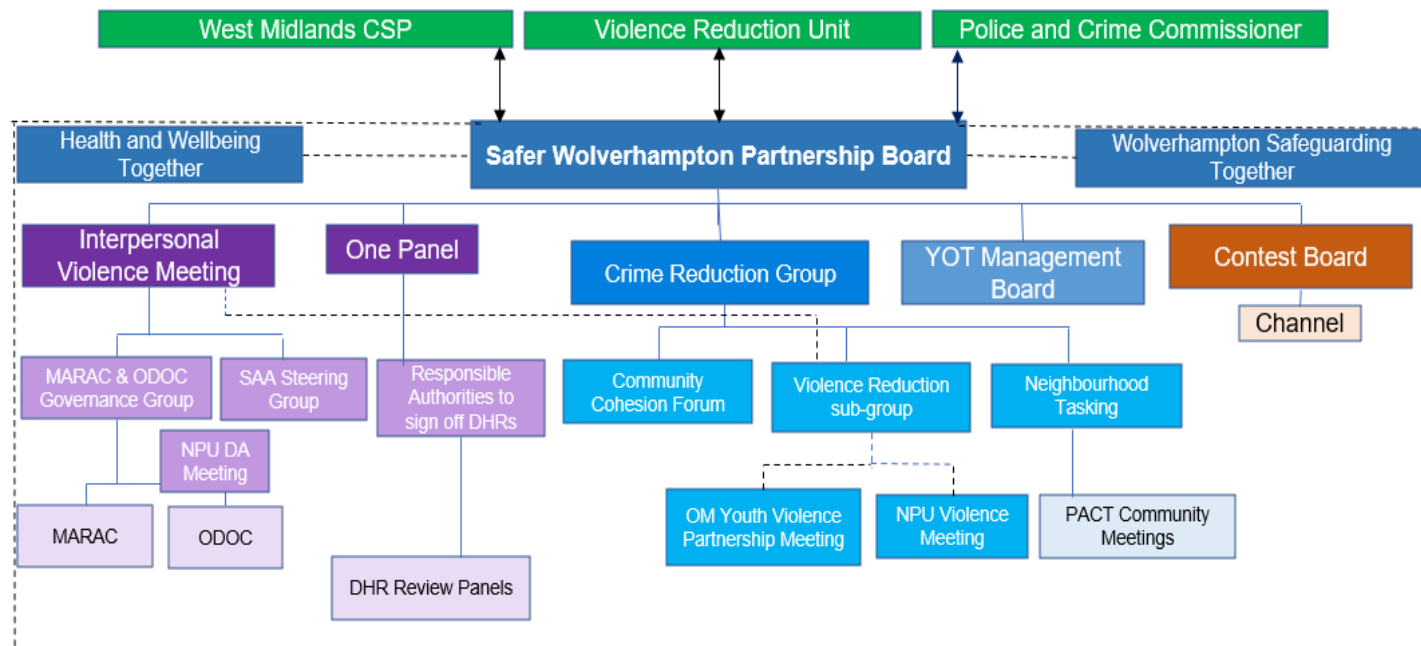 West Midlands CSP
Violence Reduction Unit
Police and Crime Commissioner
Health and Wellbeing
Together
Safer Wolverhampton Partnership Board
Wolverhampton Safeguarding
Together
Interpersonal
Violence Meeting
One Panel
Crime Reduction Group
YOT Management
Board
Contest Board
Channel
MARAC & ODOC
Governance Group
SAA Steering
Group
Responsible
Authorities to
sign off DHRs
Community
Cohesion Forum
Violence Reduction
sub-group
Neighbourhood
Tasking
NPU DA
Meeting
MARAC
ODOC
OM Youth Violence
Partnership Meeting
NPU Violence
Meeting
PACT Community
Meetings
DHR Review Panels